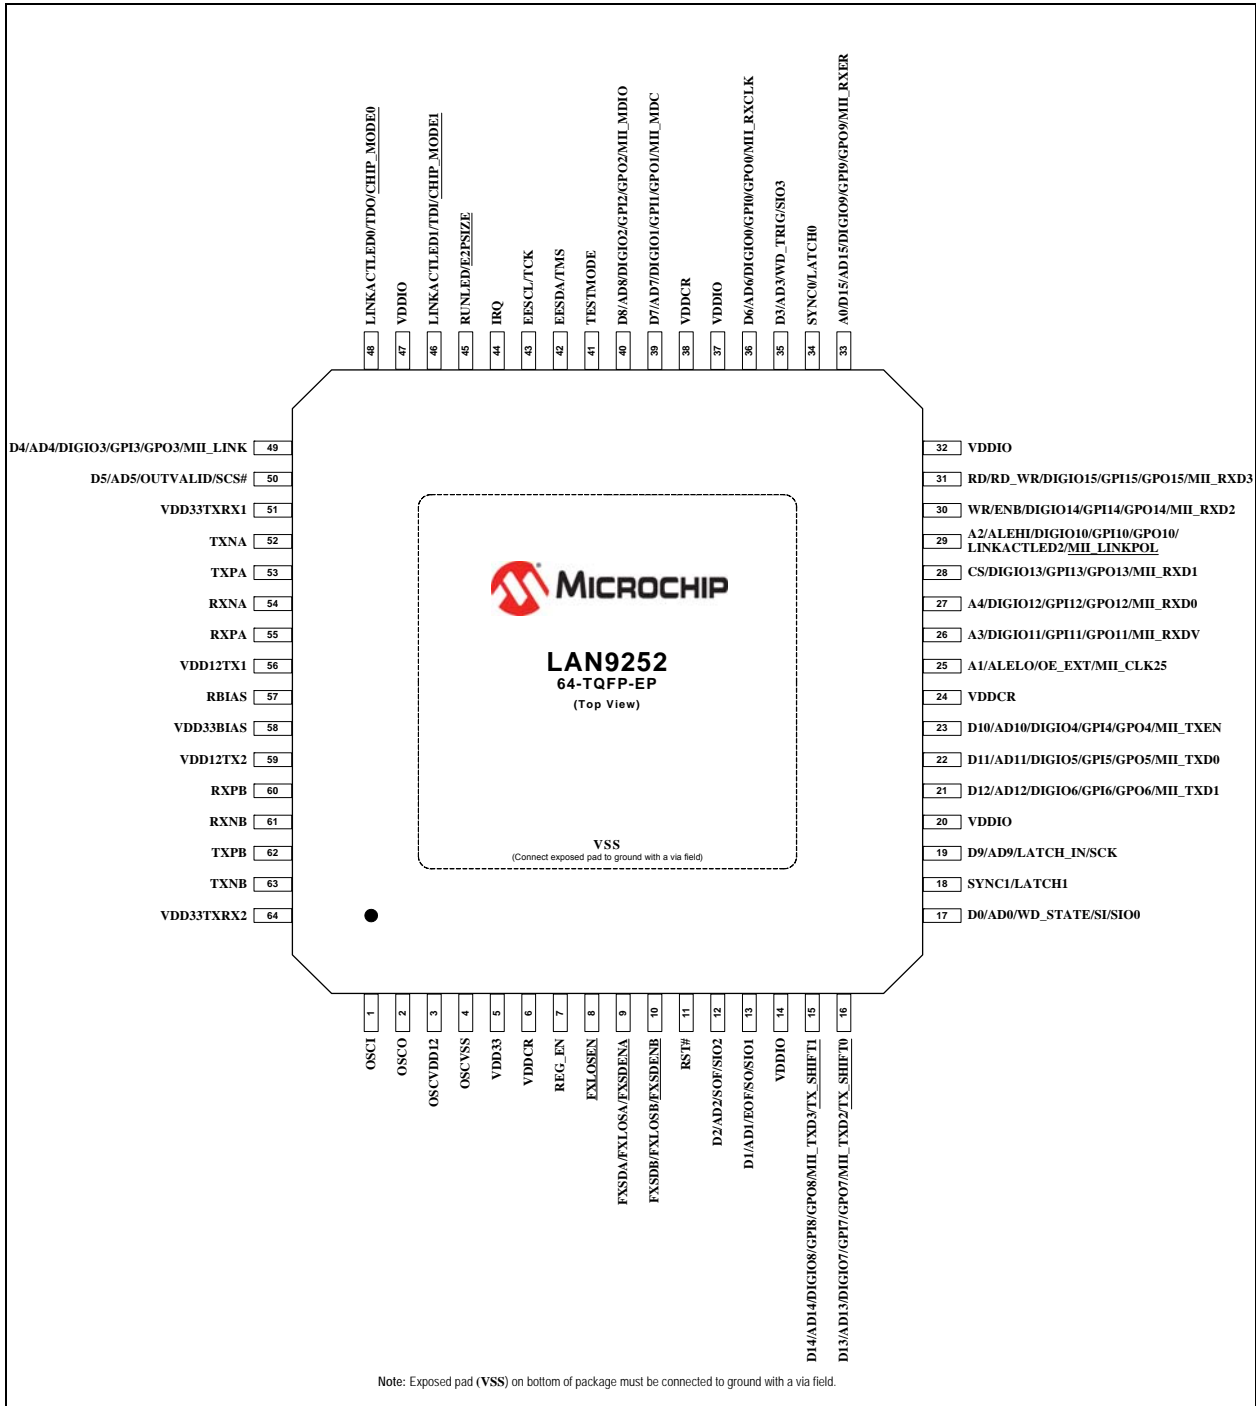 LINKACTLED0/TDO/CHIP_MODE0
VDDIO
LINKACTLED1/TDI/CHIP_MODE1
RUNLED/E2PSIZE
IRQ
EESCL/TCK
EESDA/TMS
TESTMODE
D8/AD8/DIGIO2/GPI2/GPO2/MII_MDIO
D7/AD7/DIGIO1/GPI1/GPO1/MII_MDC
VDDCR
VDDIO
D6/AD6/DIGIO0/GPI0/GPO0/MII_RXCLK
D3/AD3/WD_TRIG/SIO3
SYNC0/LATCH0
A0/D15/AD15/DIGIO9/GPI9/GPO9/MII_RXER
48 47 46 45 44 43 42 41 40 39 38 37 36 35 34 33
D4/AD4/DIGIO3/GPI3/GPO3/MII_LINK 49
D5/AD5/OUTVALID/SCS# 50
VDD33TXRX1 51
TXNA 52
TXPA 53
RXNA 54
RXPA 55
VDD12TX1 56
RBIAS 57
VDD33BIAS 58
VDD12TX2 59
RXPB 60
RXNB 61
TXPB 62
TXNB 63
VDD33TXRX2 64
MICROCHIP
LAN9252
64-TQFP-EP
(Top View)
VSS
(Connect exposed pad to ground with a via field)
32 VDDIO
31 RD/RD_WR/DIGIO15/GPI15/GPO15/MII_RXD3
30 WR/ENB/DIGIO14/GPI14/GPO14/MII_RXD2
29 A2/ALEHI/DIGIO10/GPI10/GPO10/
LINKACTLED2/MII_LINKPOL
28 CS/DIGIO13/GPI13/GPO13/MII_RXD1
27 A4/DIGIO12/GPI12/GPO12/MII_RXD0
26 A3/DIGIO11/GPI11/GPO11/MII_RXDV
25 A1/ALELO/OE_EXT/MII_CLK25
24 VDDCR
23 D10/AD10/DIGIO4/GPI4/GPO4/MII_TXEN
22 D11/AD11/DIGIO5/GPI5/GPO5/MII_TXD0
21 D12/AD12/DIGIO6/GPI6/GPO6/MII_TXD1
20 VDDIO
19 D9/AD9/LATCH_IN/SCK
18 SYNC1/LATCH1
17 D0/AD0/WD_STATE/SI/SIO0
1 2 3 4 5 6 7 8 9 10 11 12 13 14 15 16
OSCI
OSCO
OSCVDD12
OSCVSS
VDD33
VDDCR
REG_EN
FXLOSEN
FXSDA/FXLOSA/FXSDENA
FXSDB/FXLOSB/FXSDENB
RST#
D2/AD2/SOF/SIO2
D1/AD1/EOF/SO/SIO1
VDDIO
D14/AD14/DIGIO8/GPI8/GPO8/MII_TXD3/TX_SHIFT1
D13/AD13/DIGIO7/GPI7/GPO7/MII_TXD2/TX_SHIFT0
Note: Exposed pad (VSS) on bottom of package must be connected to ground with a via field.